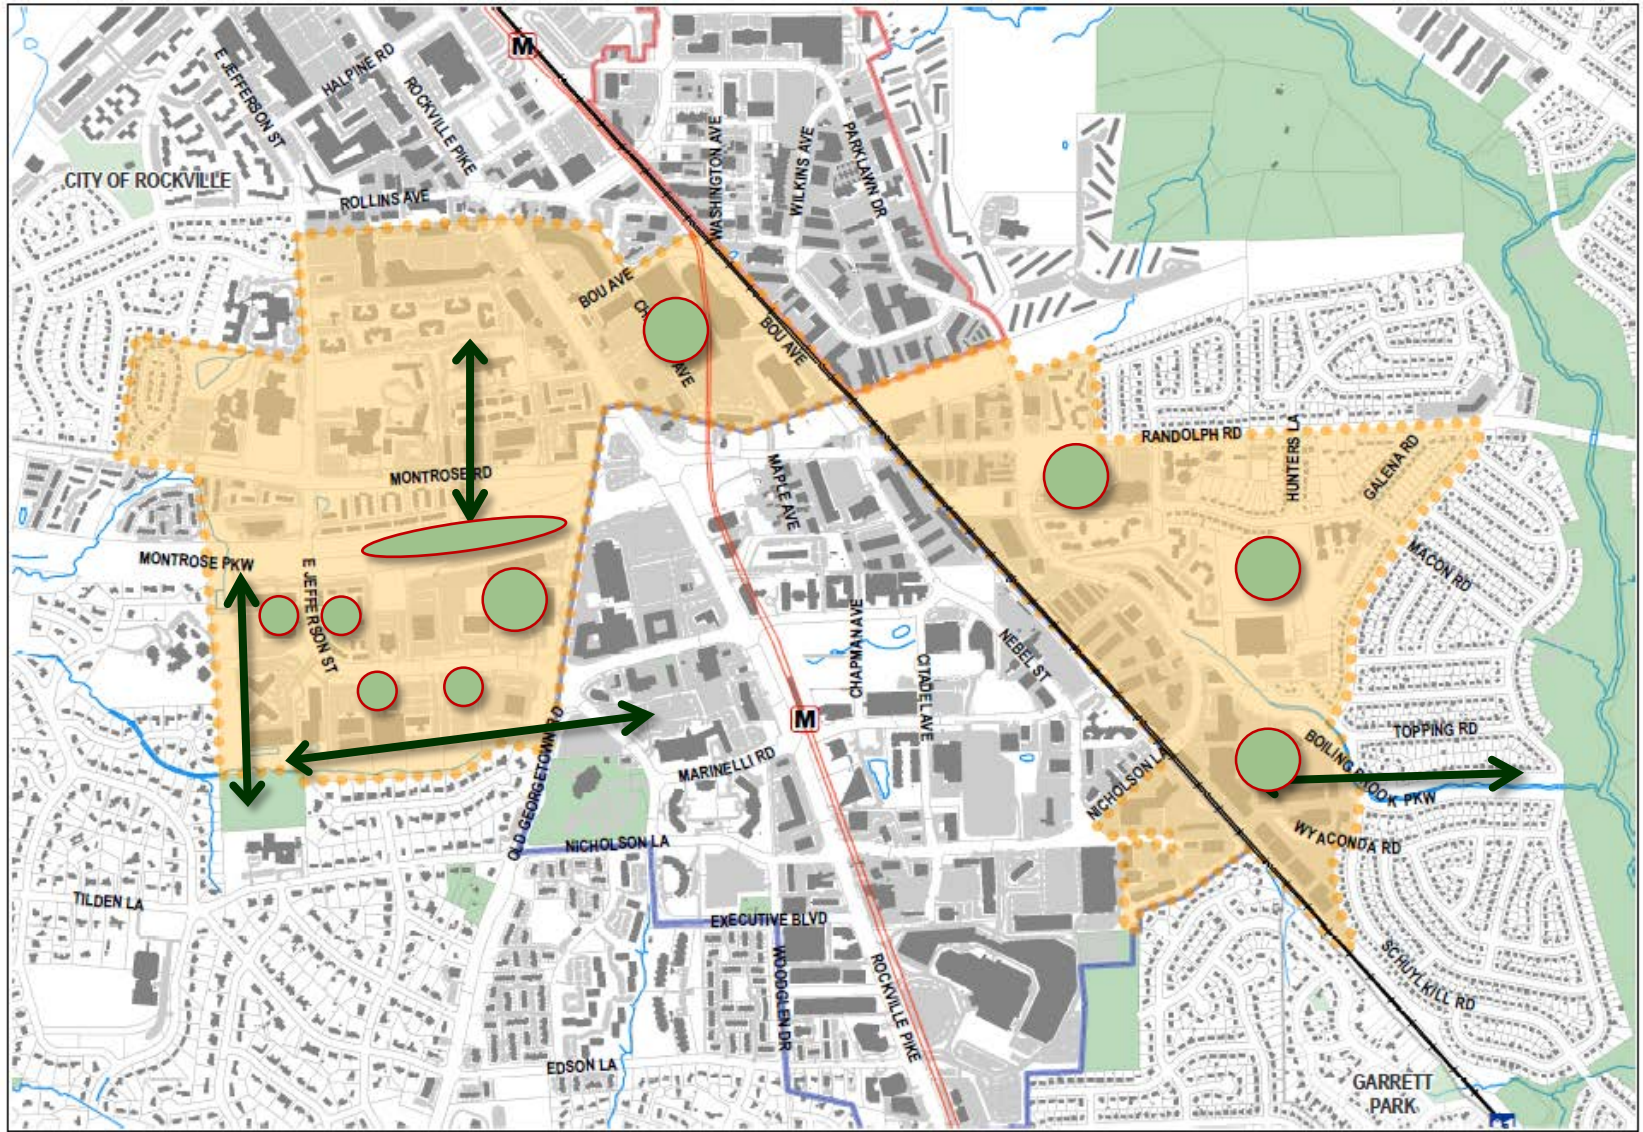 M
E JEFFERSON ST
HALPINE RD
ROCKVILLE PIKE
WASHINGTON AVE
WILKINS AVE
PARKLAWN DR
CITY OF ROCKVILLE
ROLLINS AVE
BOU AVE
CH
AVE
BOU AVE
RANDOLPH RD
HUNTERS LA
GALENA RD
MONTROSE RD
MAPLE AVE
MONTROSE PKW
E JEFFERSON ST
MACON RD
CHAPMAN AVE
CITADEL AVE
NEBEL ST
M
OLD GEORGETOWN RD
MARINELLI RD
NICHOLSON LA
BOILING BROOK PKW
TOPPING RD
WYACONDA RD
NICHOLSON LA
TILDEN LA
EXECUTIVE BLVD
WOODGLEN DR
ROCKVILLE PIKE
SCHUYLKILL RD
EDSON LA
GARRETT
PARK